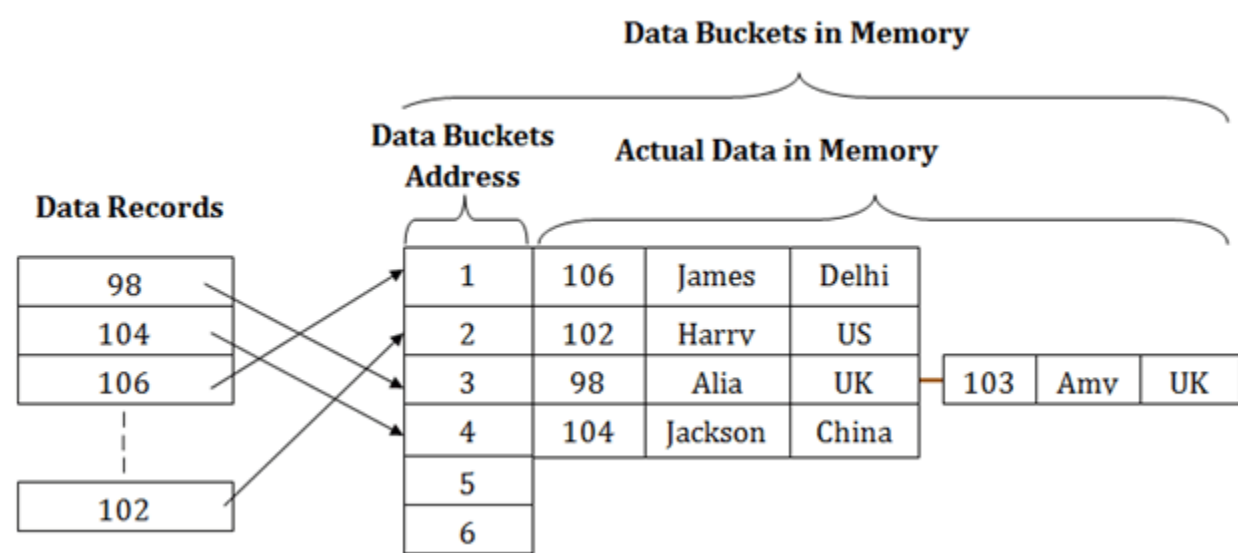 Data Buckets in Memory
Data Buckets
Address
Actual Data in Memory
Data Records
98
104
106
102
1 106 James Delhi
2 102 Harry US
3 98 Alia UK 103 Amy UK
4 104 Jackson China
5
6